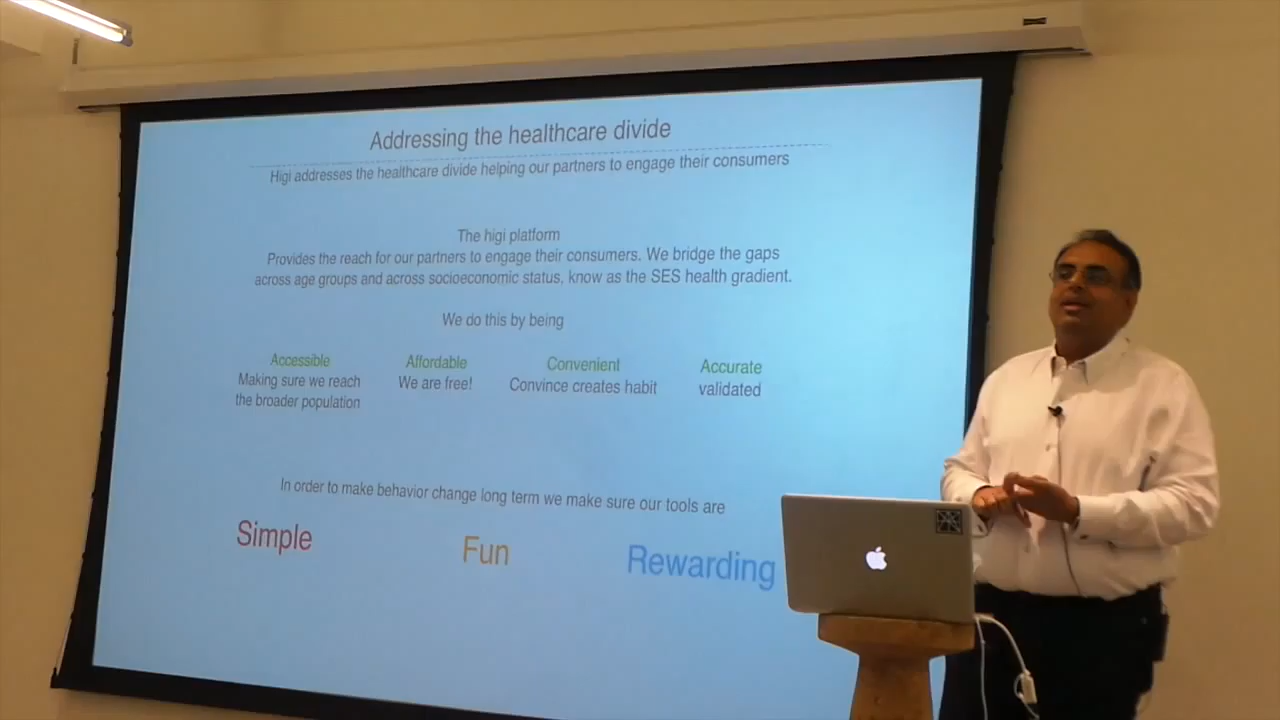 Addressing the healthcare divide
Higi addresses the healthcare divide helping our partners to engage their consumers
The higi platform
Provides the reach for our partners to engage their consumers. We bridge the gaps
across age groups and across socioeconomic status, know as the SES health gradient.
We do this by being
Accessible
Making sure we reach
the broader population
Affordable
We are free!
Convenient
Convince creates habit
Accurate
validated
In order to make behavior change long term we make sure our tools are
Simple
Fun
Rewarding